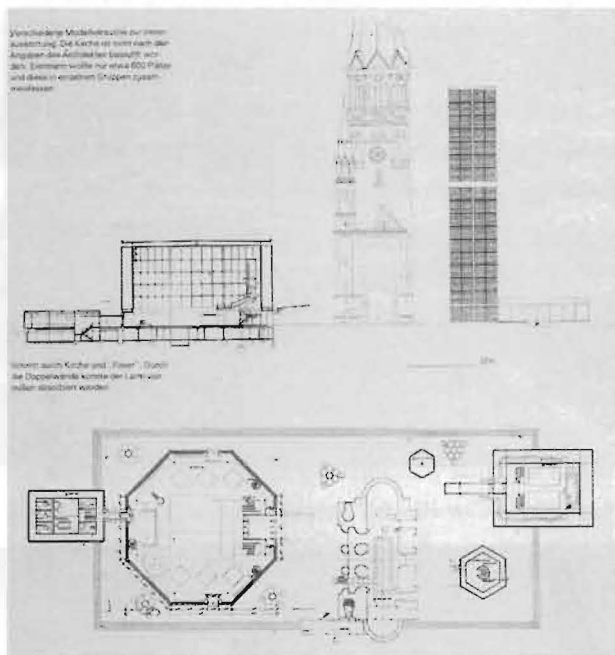 Verschiedene Modellversuche zur Innen-
ausstattung. Die Kirche ist nicht nach den
Angaben des Architekten bestuhlt wor-
den. Eiermann wollte nur etwa 600 Plätze
und diese in einzelnen Gruppen zusam-
menfassen.
Schnitt durch Kirche und „Foyer“. Durch
die Doppelwände konnte der Lärm von
außen absorbiert werden.